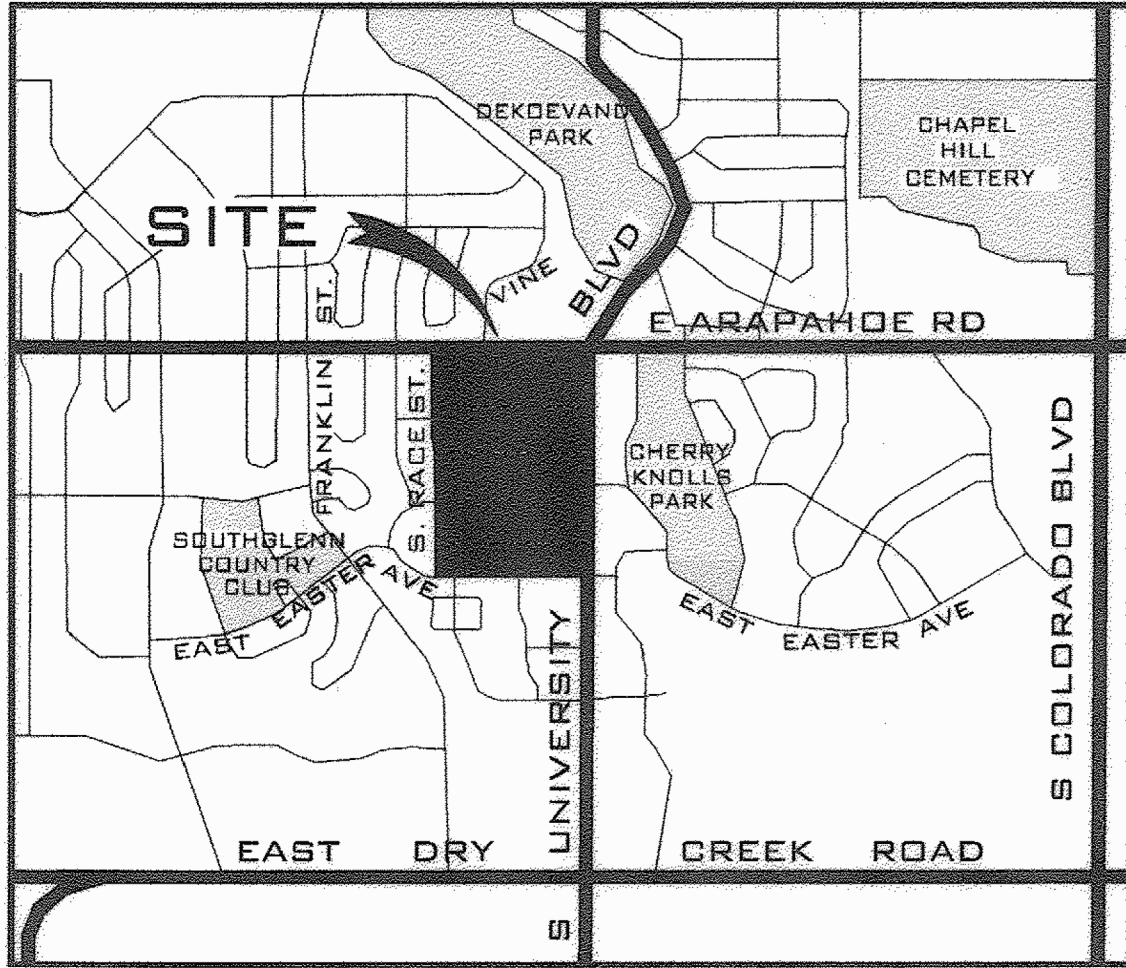 DEKOEVAND
PARK
CHAPEL
HILL
CEMETERY
SITE
VINE
BLVD
E ARAPAHOE RD
FRANKLIN ST.
S. RACE ST.
CHERRY
KNOLLS
PARK
SOUTHGLENN
COUNTRY
CLUB
EAST EASTER AVE
EAST EASTER AVE
S UNIVERSITY
S COLORADO BLVD
EAST DRY CREEK ROAD